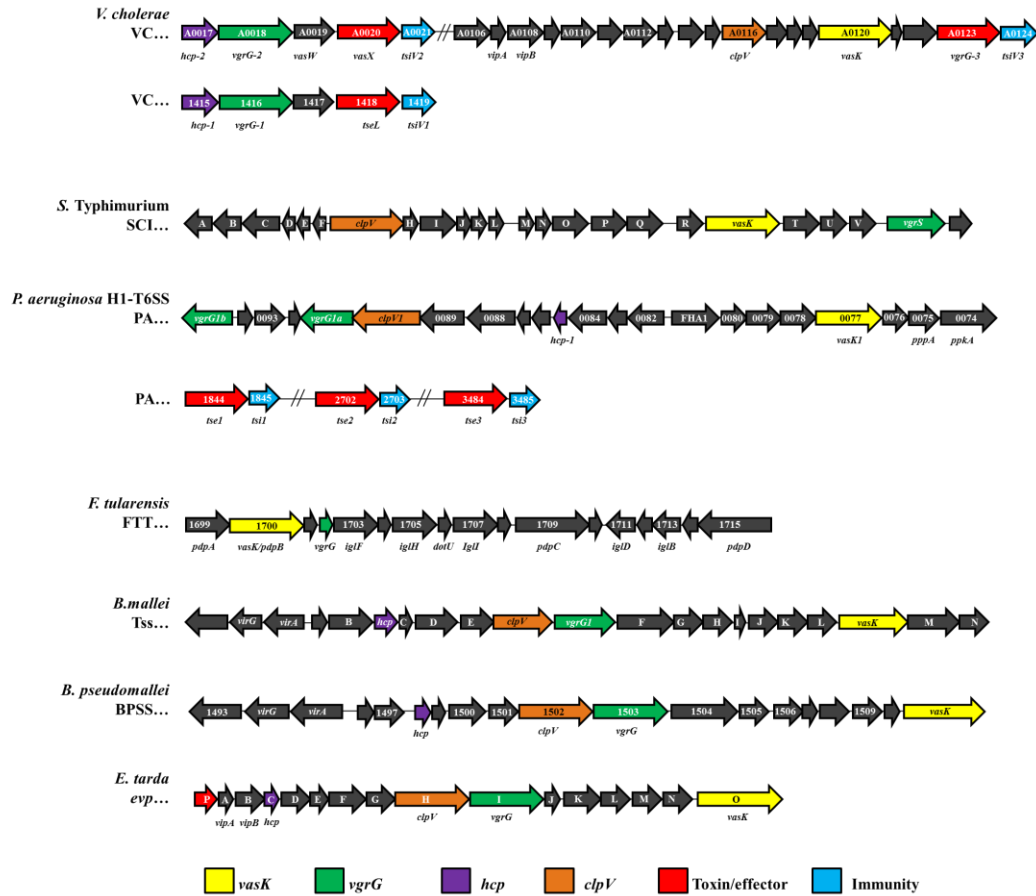 V. cholerae
VC...
A0017 A0018 A0019 A0020 A0021 // A0106 A0108 A0110 A0112 A0116 A0120 A0123 A0124
hcp-2 vgrG-2 vasW vasX tsiV2 vipA vipB clpV vasK vgrG-3 tsiV3
VC... 1415 1416 1417 1418 1419
hcp-1 vgrG-1 tseL tsiV1
S. Typhimurium
SCI... A B C D E F clpV H I J K L M N O P Q R vasK T U V vgrS
P. aeruginosa H1-T6SS
PA... vgrG1b 0093 vgrG1a clpV1 0089 0088 0084 0082 FHA1 0080 0079 0078 0077 0076 0075 0074
hcp-1 vasK1 pppA ppkA
PA... 1844 1845 // 2702 2703 // 3484 3485
tse1 tsi1 tse2 tsi2 tse3 tsi3
F. tularensis
FTT... 1699 1700 1703 1705 1707 1709 1711 1713 1715
pdpA vasK/pdpB vgrG iglF iglH dotU IglI pdpC iglD iglB pdpD
B.mallei
Tss... virG virA B hcp C D E clpV vgrG1 F G H I J K L vasK M N
B. pseudomallei
BPSS... 1493 virG virA 1497 1500 1501 1502 1503 1504 1505 1506 1509 vasK
hcp clpV vgrG
E. tarda
evp... P A B C D E F G H I J K L M N O
vipA vipB hcp clpV vgrG vasK
vasK vgrG hcp clpV Toxin/effector Immunity